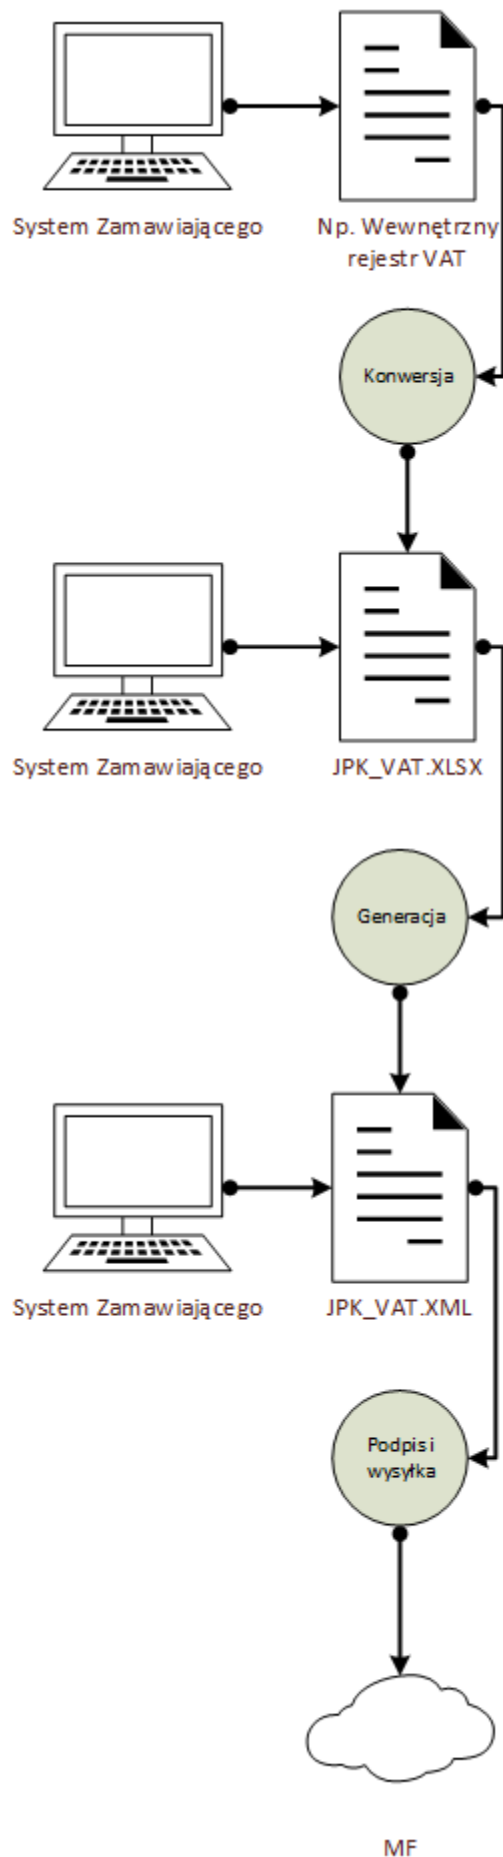 System Zamawiającego
Np. Wewnętrzny
rejestr VAT
Konwersja
System Zamawiającego
JPK_VAT.XLSX
Generacja
System Zamawiającego
JPK_VAT.XML
Podpis i
wysyłka
MF